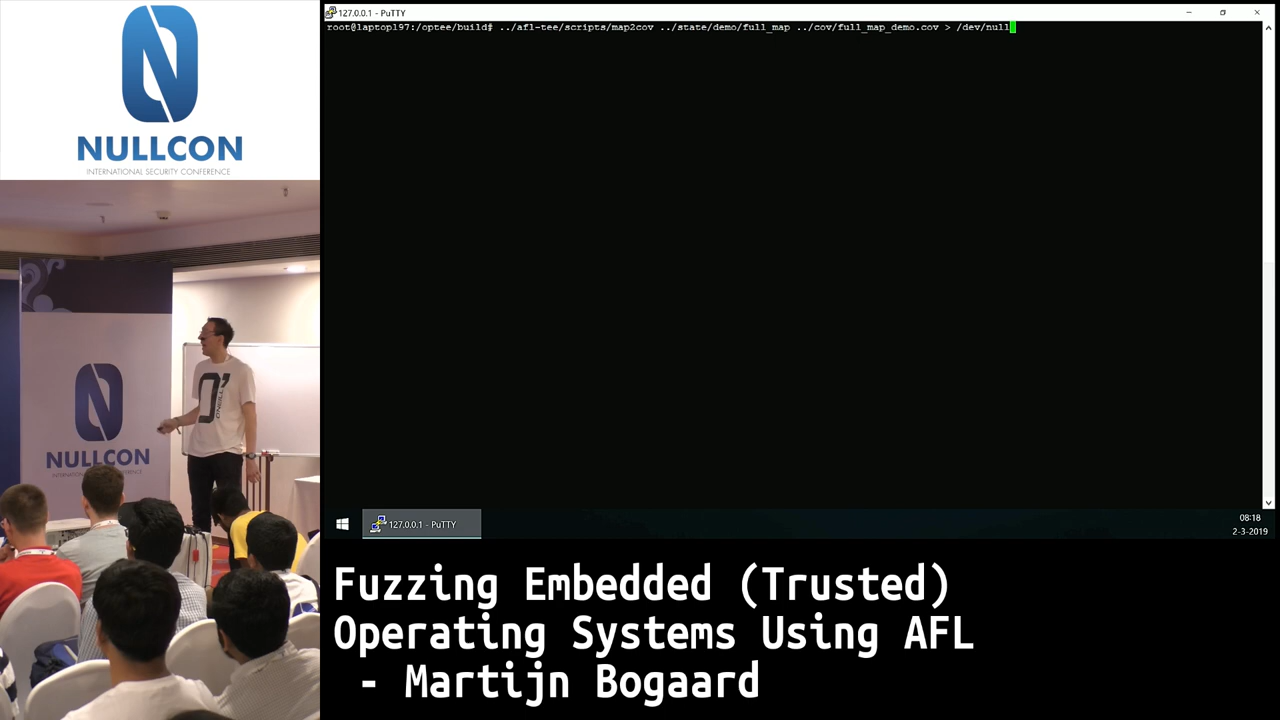 NULLCON
INTERNATIONAL SECURITY CONFERENCE
NULLCON
127.0.0.1 - PuTTY
root@laptop197:/optee/build# ../afl-tee/scripts/map2cov ../state/demo/full_map ../cov/full_map_demo.cov > /dev/null
127.0.0.1 - PuTTY
08:18
2-3-2019
Fuzzing Embedded (Trusted)
Operating Systems Using AFL
- Martijn Bogaard